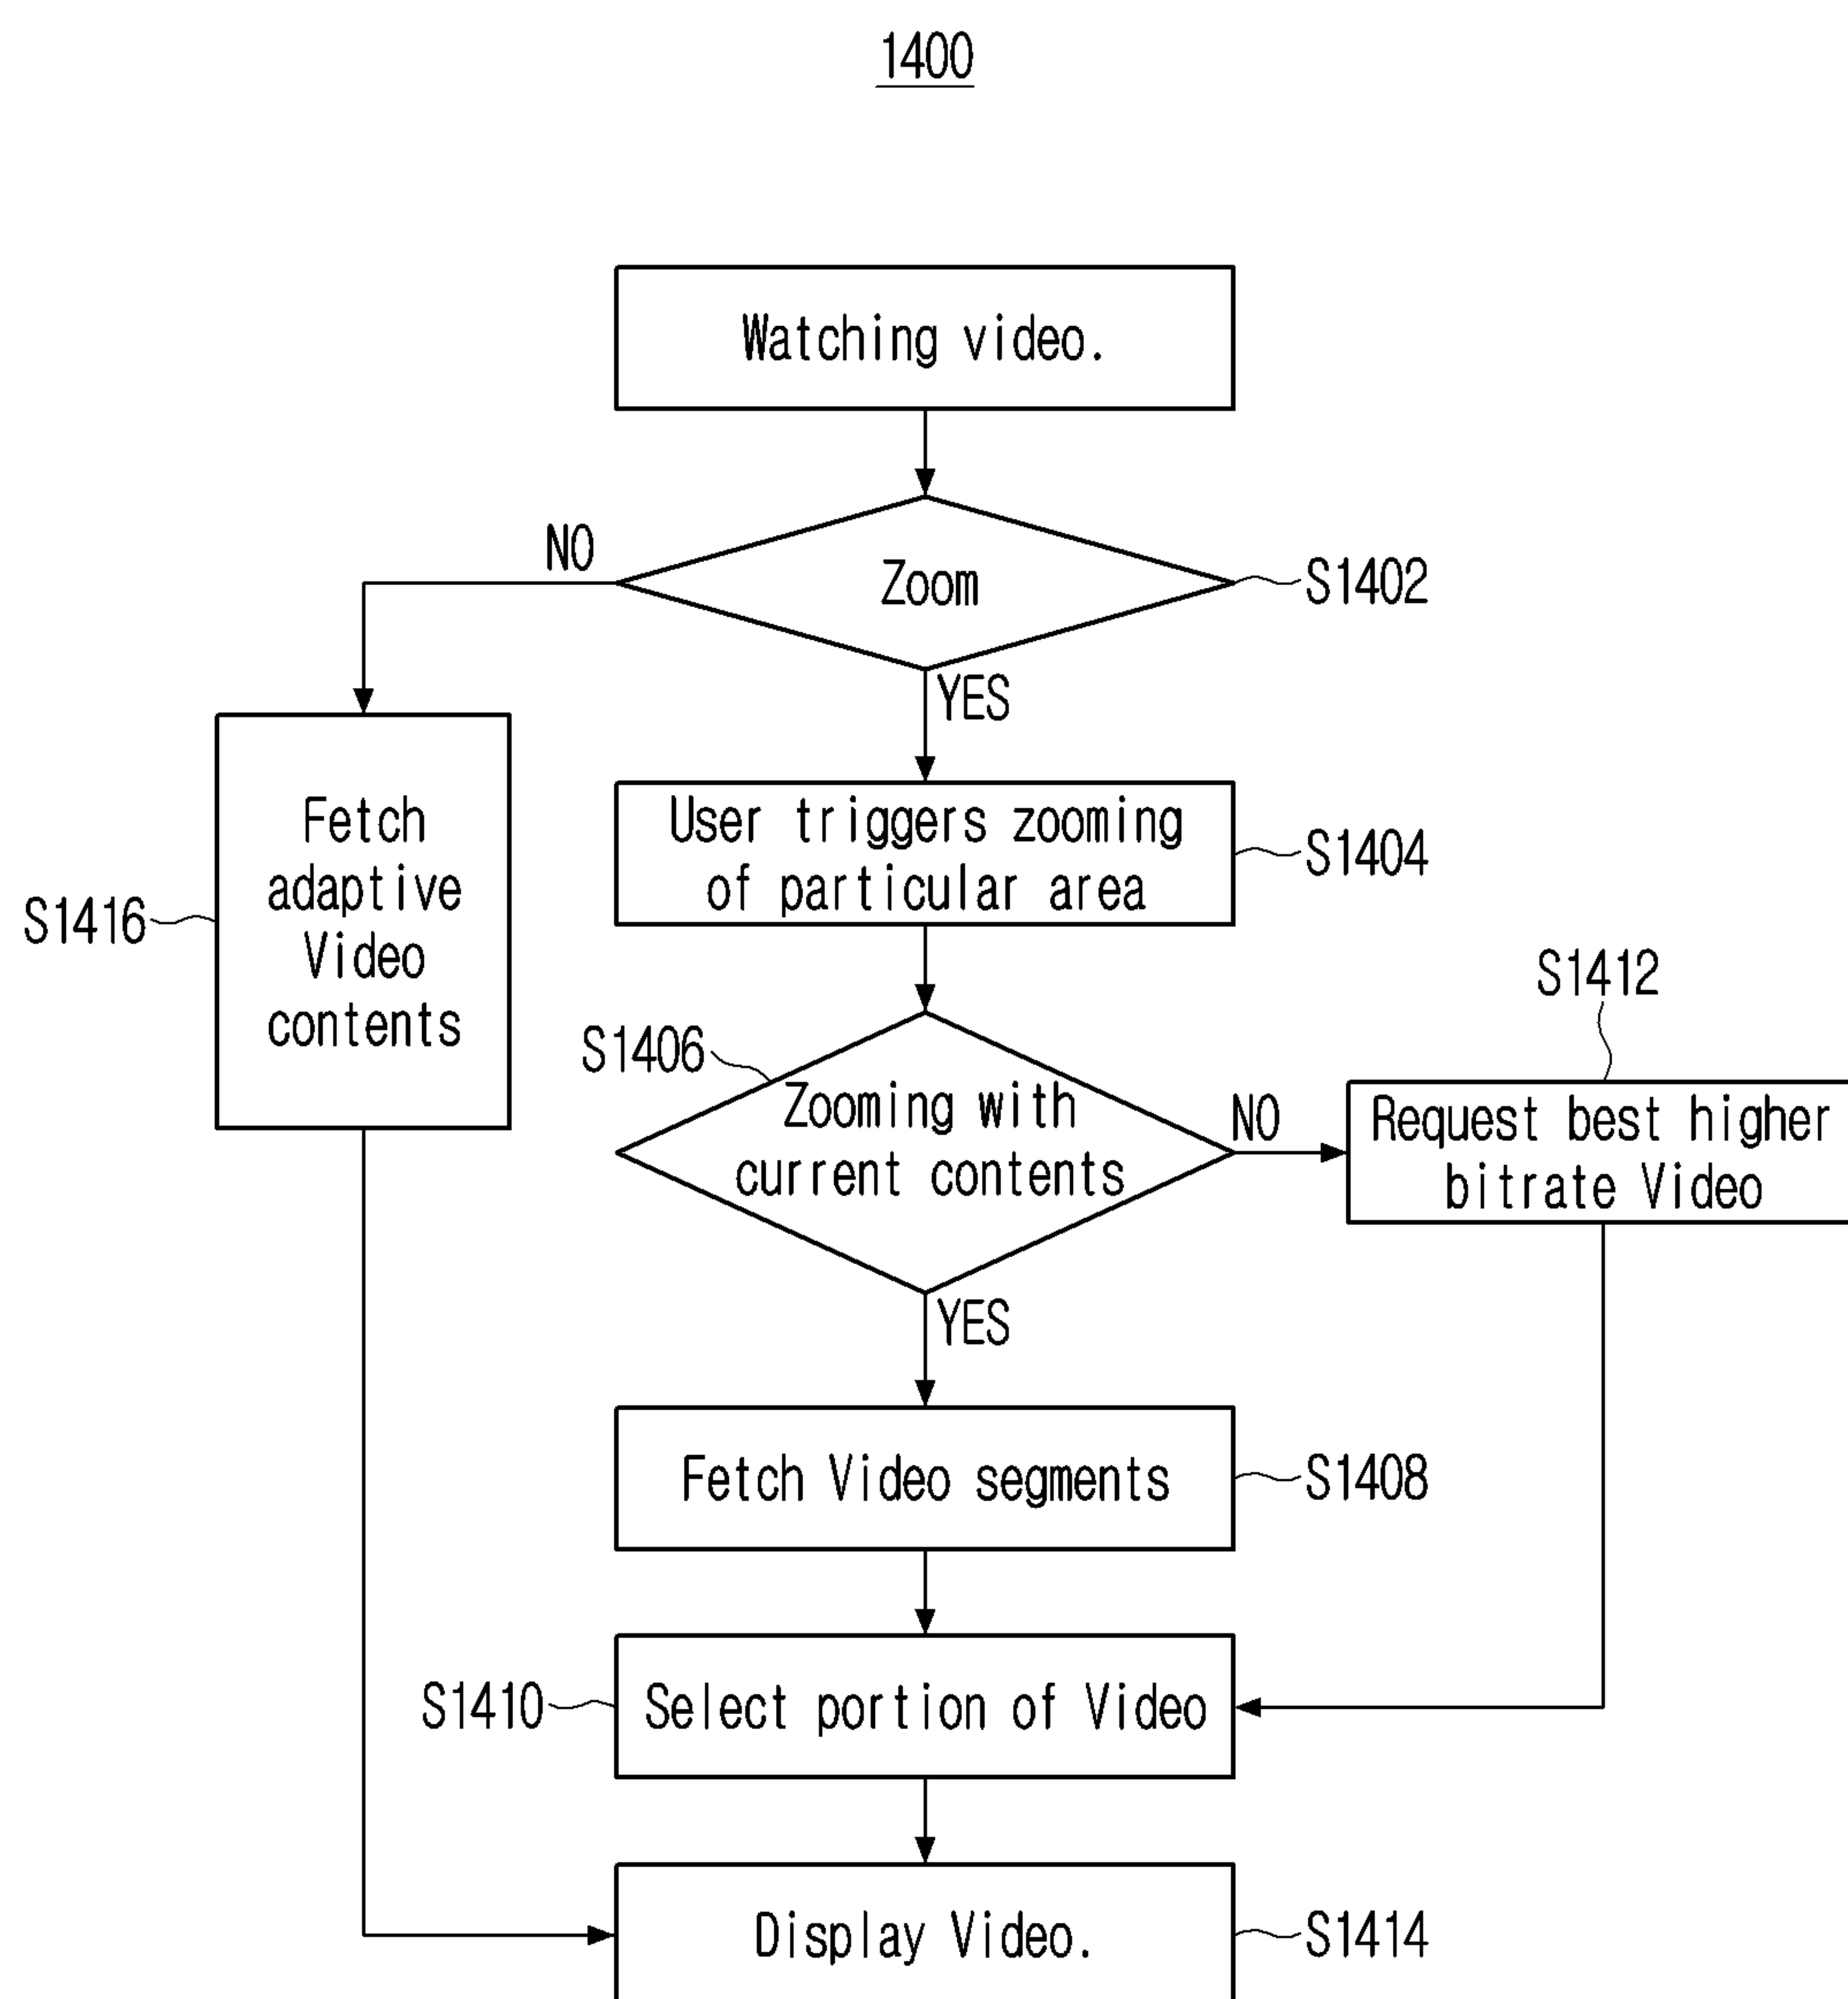 1400
Watching video.
NO
Zoom
S1402
YES
Fetch
adaptive
Video
contents
S1416
User triggers zooming
of particular area
S1404
S1406
Zooming with
current contents
NO
S1412
Request best higher
bitrate Video
YES
Fetch Video segments
S1408
S1410
Select portion of Video
Display Video.
S1414